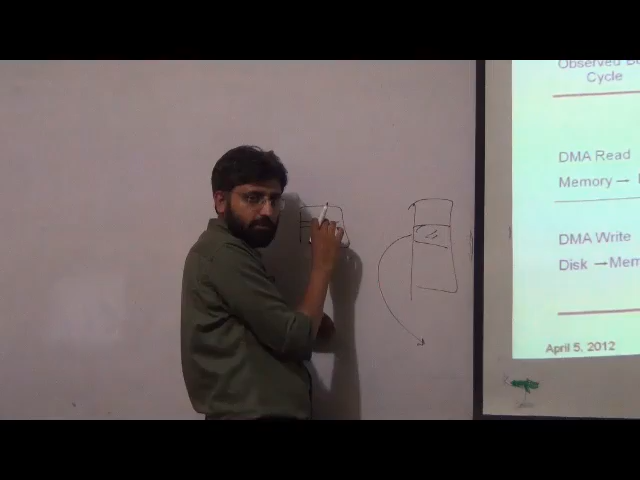 Observed
Cycle
DMA Read
Memory →
DMA Write
Disk → Mem
April 5, 2012